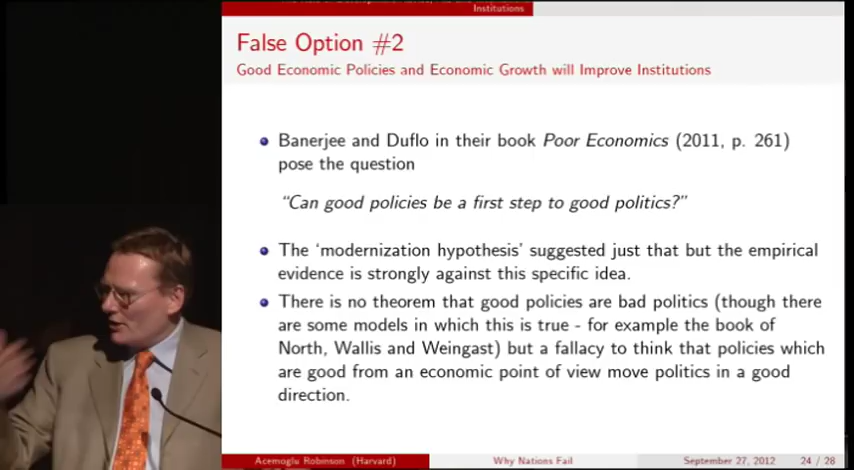 Institutions
False Option #2
Good Economic Policies and Economic Growth will Improve Institutions
Banerjee and Duflo in their book Poor Economics (2011, p. 261)
pose the question
“Can good policies be a first step to good politics?”
The ‘modernization hypothesis’ suggested just that but the empirical
evidence is strongly against this specific idea.
There is no theorem that good policies are bad politics (though there
are some models in which this is true - for example the book of
North, Wallis and Weingast) but a fallacy to think that policies which
are good from an economic point of view move politics in a good
direction.
Acemoglu Robinson (Harvard) Why Nations Fail September 27, 2012 24 / 28